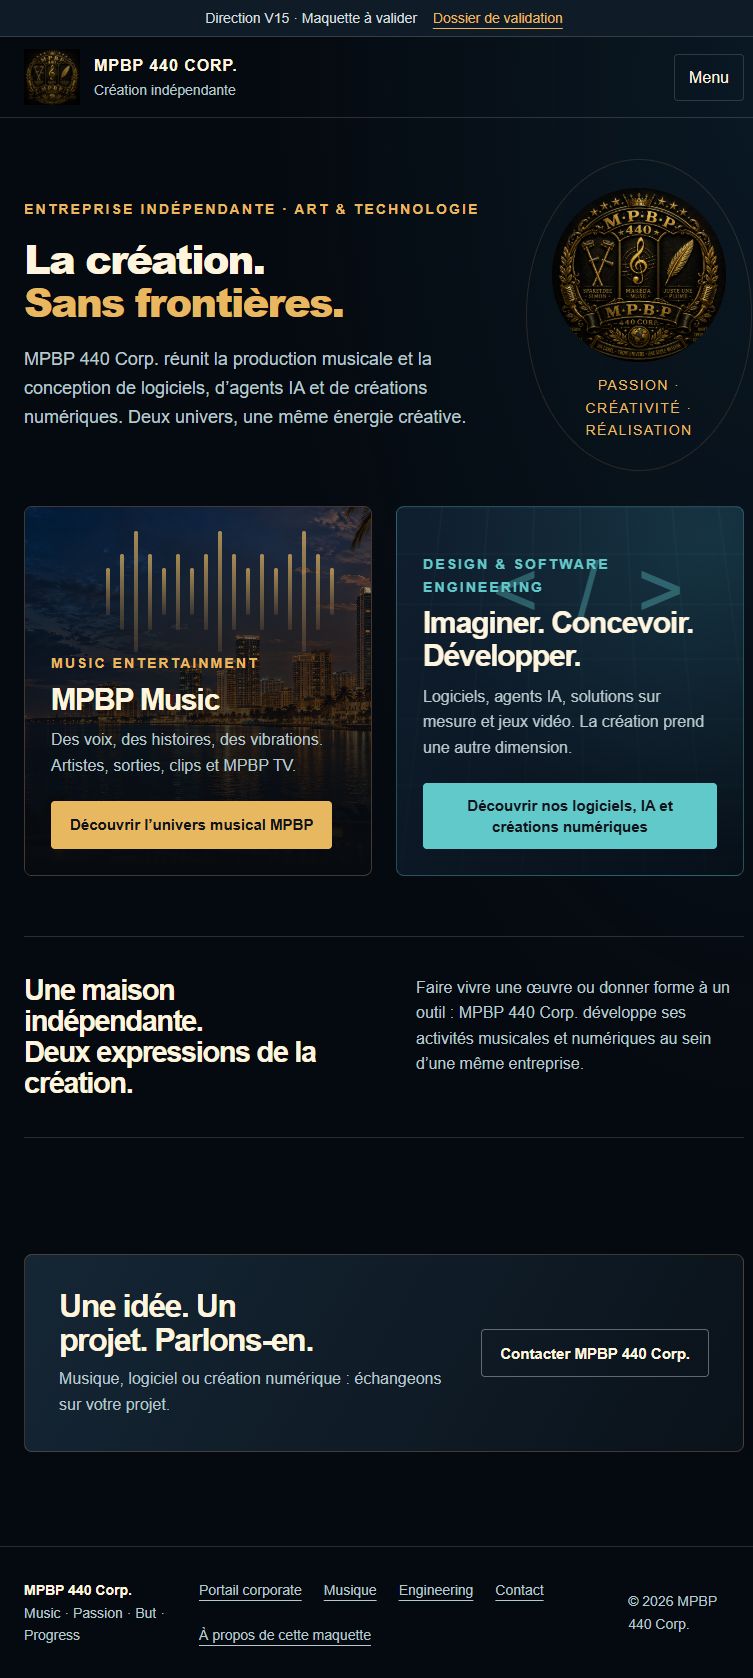 Direction V15 · Maquette à valider Dossier de validation
MPBP 440 CORP.
Création indépendante
Menu
ENTREPRISE INDÉPENDANTE · ART & TECHNOLOGIE
La création.
Sans frontières.
MPBP 440 Corp. réunit la production musicale et la
conception de logiciels, d’agents IA et de créations
numériques. Deux univers, une même énergie créative.
M·P·B·P
440
M·P·B·P
440 CORP.
PASSION ·
CRÉATIVITÉ ·
RÉALISATION
MUSIC ENTERTAINMENT
MPBP Music
Des voix, des histoires, des vibrations.
Artistes, sorties, clips et MPBP TV.
Découvrir l’univers musical MPBP
</>
DESIGN & SOFTWARE
ENGINEERING
Imaginer. Concevoir.
Développer.
Logiciels, agents IA, solutions sur
mesure et jeux vidéo. La création prend
une autre dimension.
Découvrir nos logiciels, IA et
créations numériques
Une maison
indépendante.
Deux expressions de la
création.
Faire vivre une œuvre ou donner forme à un
outil : MPBP 440 Corp. développe ses
activités musicales et numériques au sein
d’une même entreprise.
Une idée. Un
projet. Parlons-en.
Musique, logiciel ou création numérique : échangeons
sur votre projet.
Contacter MPBP 440 Corp.
MPBP 440 Corp.
Music · Passion · But ·
Progress
Portail corporate Musique Engineering Contact
À propos de cette maquette
© 2026 MPBP
440 Corp.